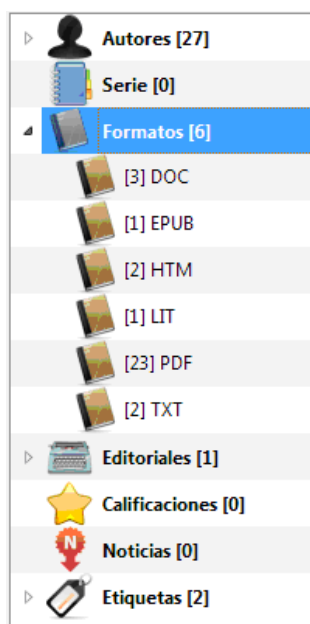 Autores [27]
Serie [0]
Formatos [6]
[3] DOC
[1] EPUB
[2] HTM
[1] LIT
[23] PDF
[2] TXT
Editoriales [1]
Calificaciones [0]
N
Noticias [0]
Etiquetas [2]